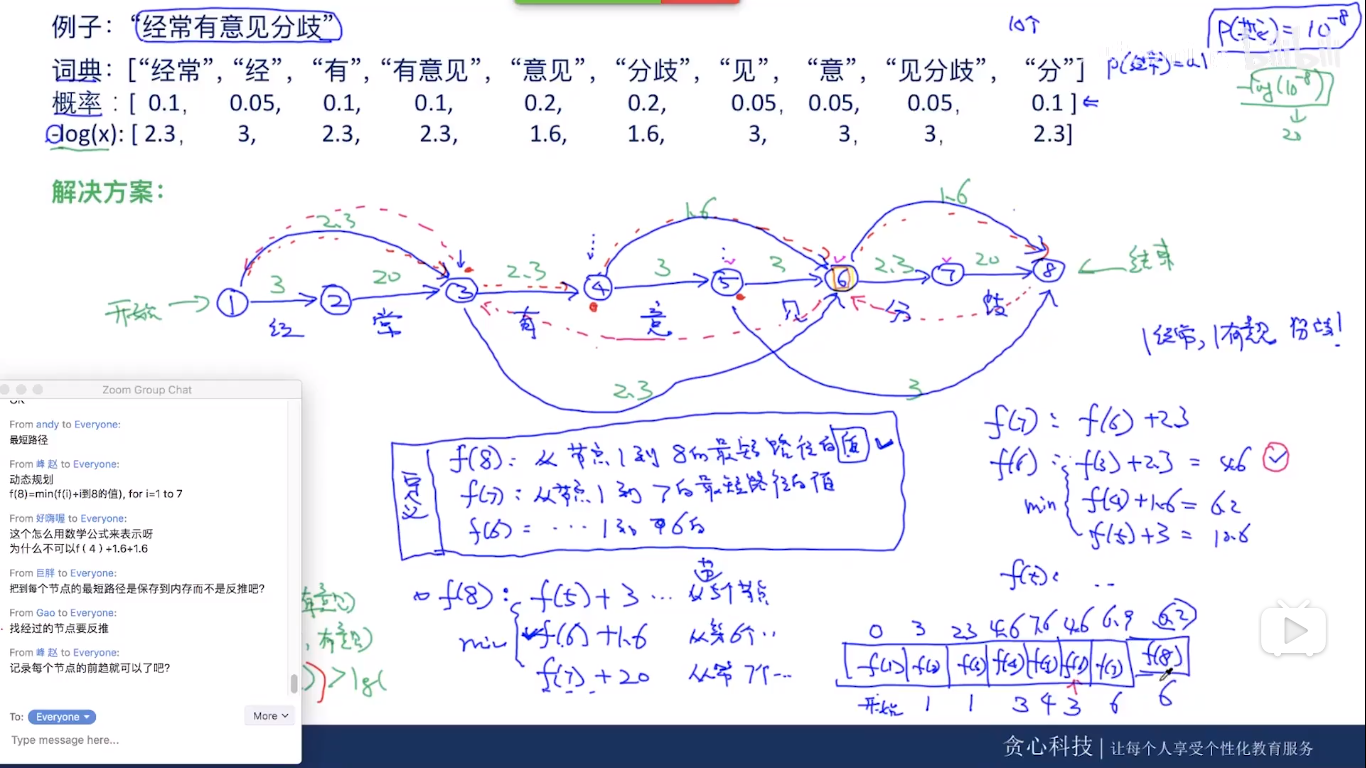 例子：“经常有意见分歧”
10个
P( ) = 10⁻⁸
词典：[“经常”, “经”, “有”, “有意见”, “意见”, “分歧”, “见”, “意”, “见分歧”, “分”]
P(经常)=0.1
概率：[ 0.1, 0.05, 0.1, 0.1, 0.2, 0.2, 0.05, 0.05, 0.05, 0.1 ]
-log(10⁻⁸)
-log(x): [ 2.3, 3, 2.3, 2.3, 1.6, 1.6, 3, 3, 3, 2.3]
20
解决方案：
2.3 1.6 1.6
3 20 2.3 3 3 2.3 20
开始 → ① ② ③ ④ ⑤ ⑥ ⑦ ⑧ ← 结束
经 常 有 意 见 分 歧
| 经常, | 有意见
2.3 3
Zoom Group Chat
From andy to Everyone:
最短路径
From 峰 赵 to Everyone:
动态规划
f(8)=min(f(i)+i到8的值), for i=1 to 7
From 好嗨喔 to Everyone:
这个怎么用数学公式来表示呀
为什么不可以f ( 4 ) +1.6+1.6
From 巨胖 to Everyone:
把到每个节点的最短路径是保存到内存而不是反推吧?
From Gao to Everyone:
找经过的节点要反推
From 峰 赵 to Everyone:
记录每个节点的前趋就可以了吧?
To: Everyone
More
Type message here...
定义
f(8): 从节点1到8的最短路径的值
f(7): 从节点1到7的最短路径的值
f(6) = ... 1到 6的
f(8): min
f(5)+3 ... 从5个节点
f(6)+1.6 从第6个..
f(7)+20 从第7个...
f(7): f(6)+2.3
f(6): min
f(3)+2.3 = 4.6
f(4)+1.6 = 6.2
f(5)+3 = 10.6
f(5): ...
0 3 2.3 4.6 7.6 4.6 6.9 6.2
f(1) f(2) f(3) f(4) f(5) f(6) f(7) f(8)
开始 1 1 3 4 3 6 6
有意见)
, 有意见)
) > lg(
贪心科技 | 让每个人享受个性化教育服务